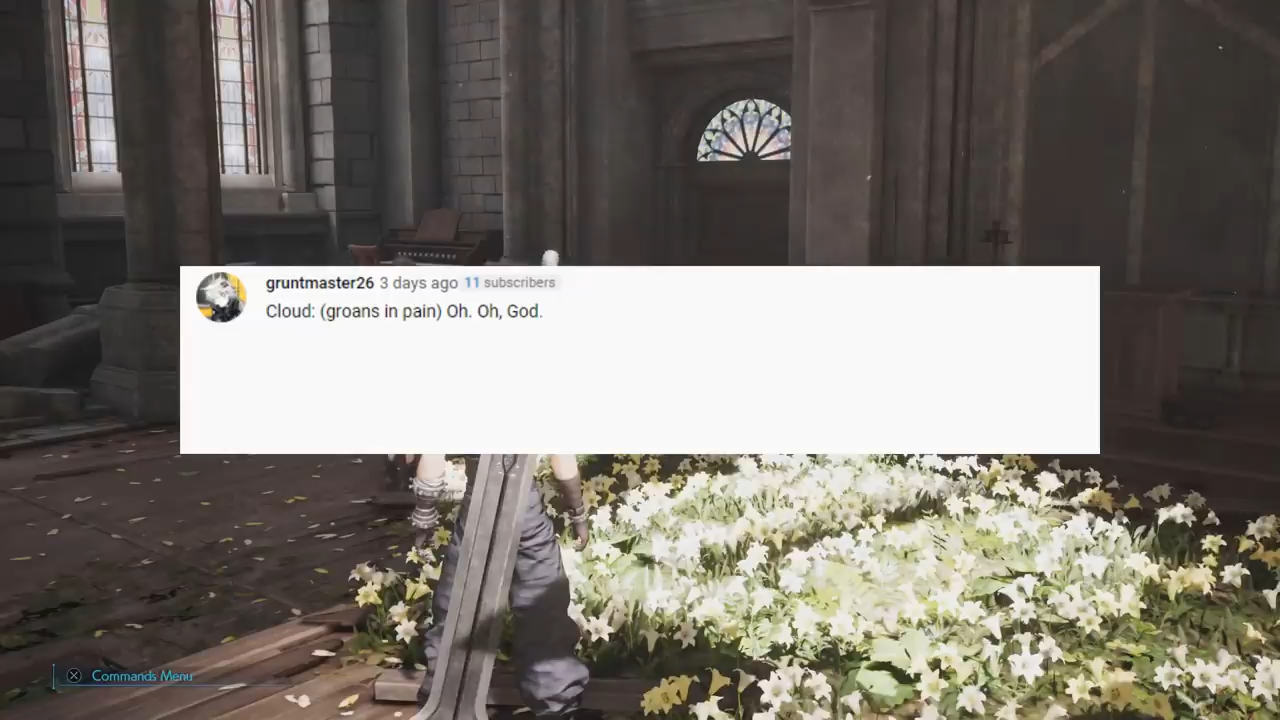 gruntmaster26 3 days ago 11 subscribers
Cloud: (groans in pain) Oh. Oh, God.
Commands Menu